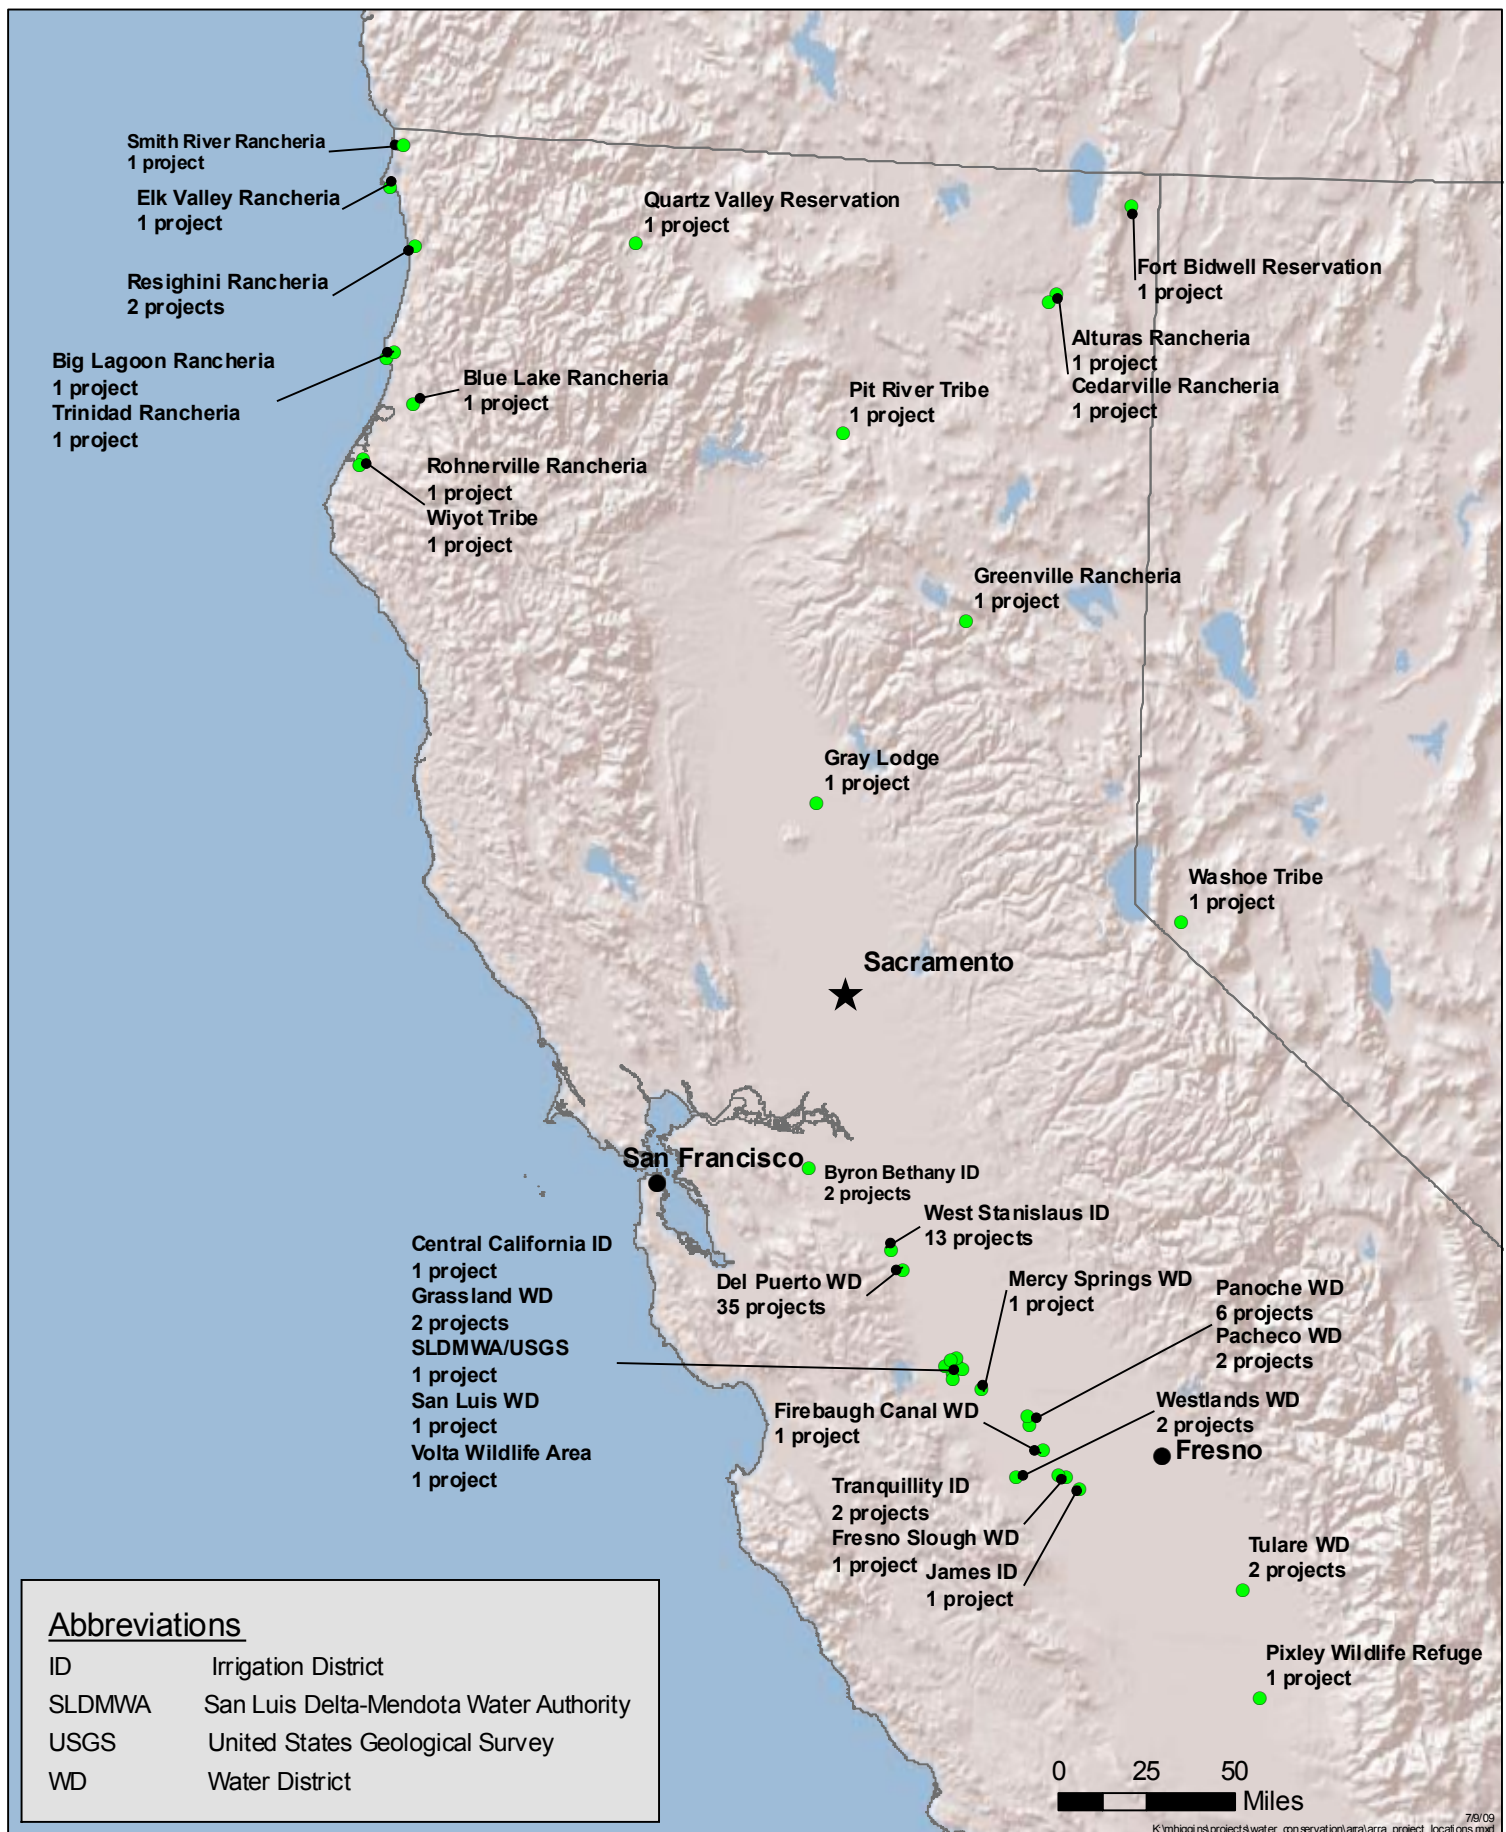 Smith River Rancheria
1 project
Elk Valley Rancheria
1 project
Quartz Valley Reservation
1 project
Fort Bidwell Reservation
1 project
Resighini Rancheria
2 projects
Alturas Rancheria
1 project
Cedarville Rancheria
1 project
Big Lagoon Rancheria
1 project
Trinidad Rancheria
1 project
Blue Lake Rancheria
1 project
Pit River Tribe
1 project
Rohnerville Rancheria
1 project
Wiyot Tribe
1 project
Greenville Rancheria
1 project
Gray Lodge
1 project
Washoe Tribe
1 project
Sacramento
San Francisco
Byron Bethany ID
2 projects
West Stanislaus ID
13 projects
Del Puerto WD
35 projects
Central California ID
1 project
Grassland WD
2 projects
SLDMWA/USGS
1 project
San Luis WD
1 project
Volta Wildlife Area
1 project
Mercy Springs WD
1 project
Panoche WD
6 projects
Pacheco WD
2 projects
Westlands WD
2 projects
Firebaugh Canal WD
1 project
Fresno
Tranquillity ID
2 projects
Fresno Slough WD
1 project
James ID
1 project
Tulare WD
2 projects
Pixley Wildlife Refuge
1 project
Abbreviations
ID Irrigation District
SLDMWA San Luis Delta-Mendota Water Authority
USGS United States Geological Survey
WD Water District
0 25 50
Miles
7/9/09
K:\mhiggins\projects\water_conservation\arra\arra_project_locations.mxd